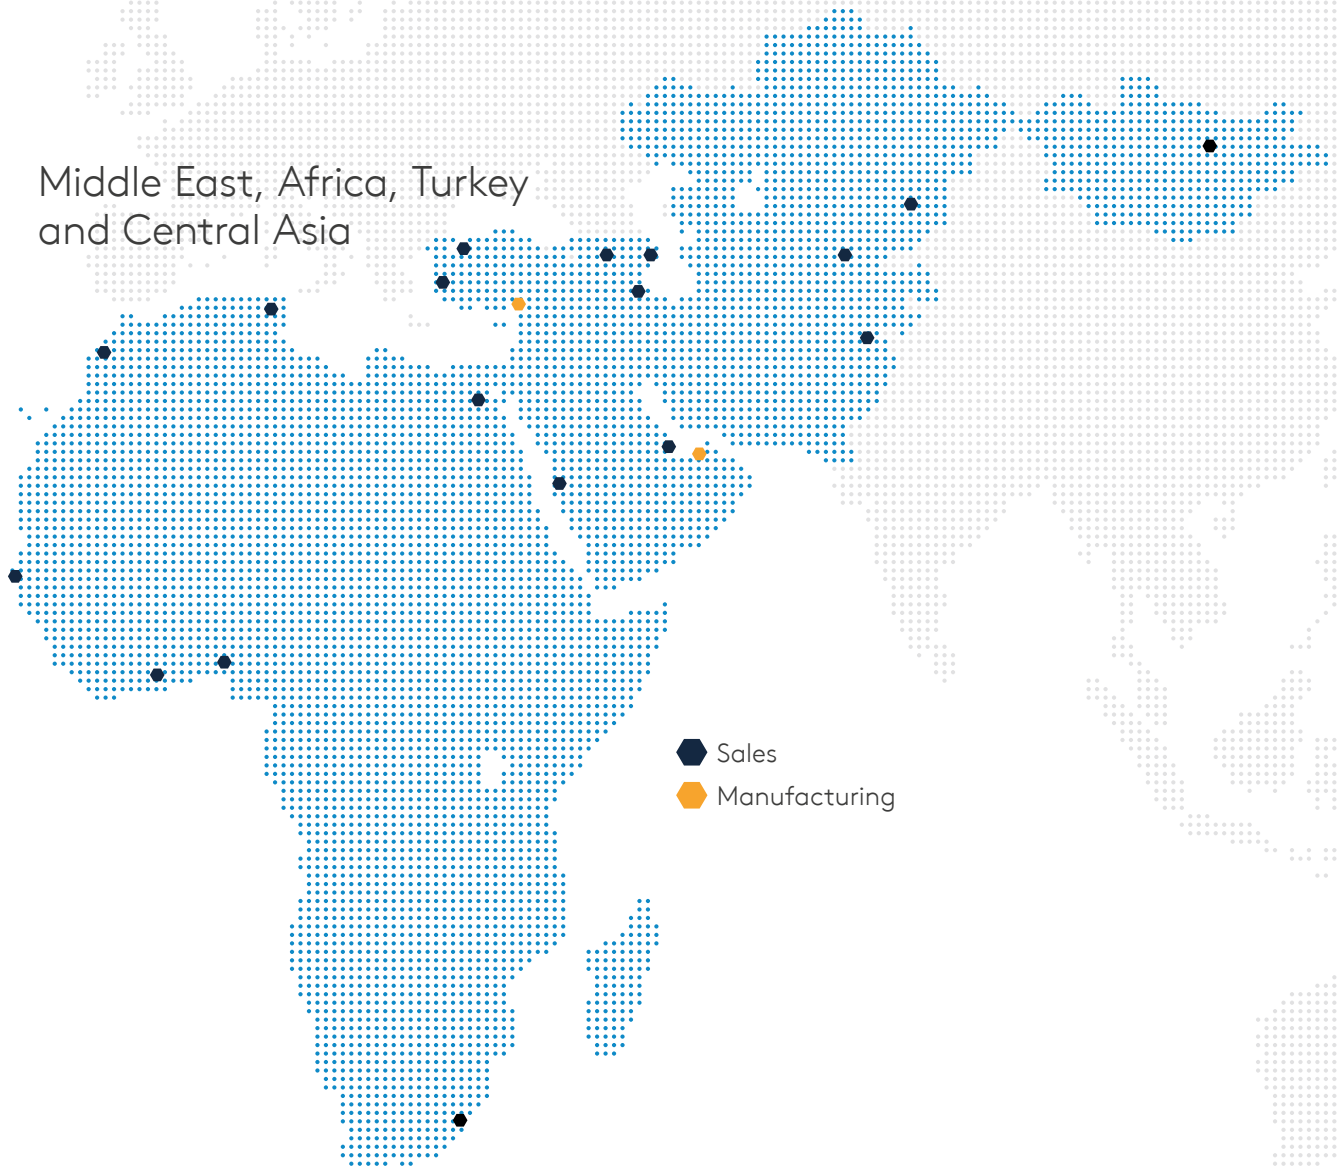 Middle East, Africa, Turkey
and Central Asia
Sales
Manufacturing